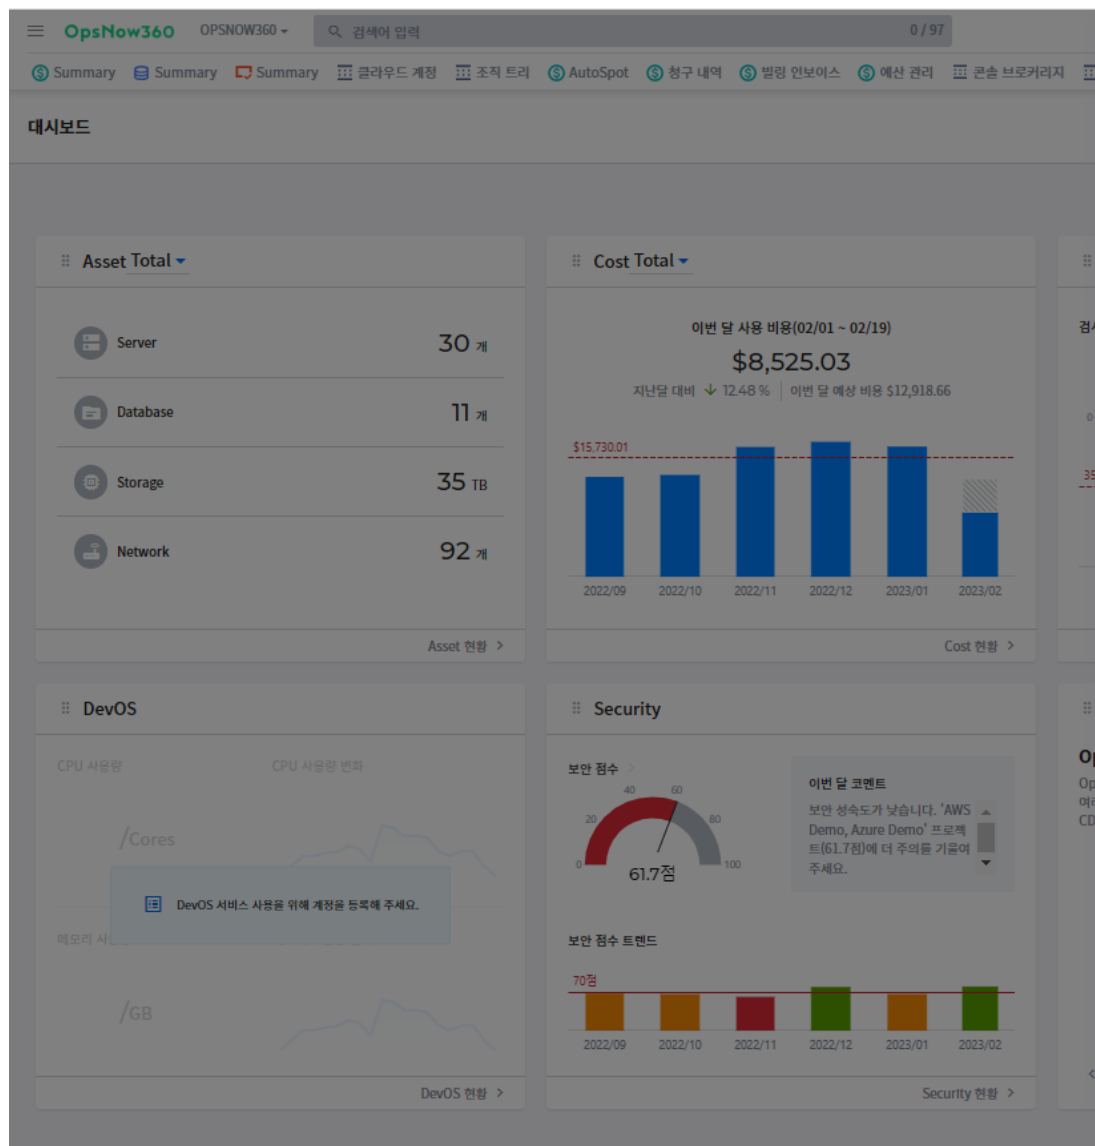 OpsNow360 OPSNOW360 검색어 입력 0 / 97
Summary Summary Summary 클라우드 계정 조직 트리 AutoSpot 청구 내역 빌링 인보이스 예산 관리 콘솔 브로커리지
대시보드
Asset Total
Server 30 개
Database 11 개
Storage 35 TB
Network 92 개
Asset 현황
Cost Total
이번 달 사용 비용(02/01 ~ 02/19)
$8,525.03
지난달 대비 12.48 % 이번 달 예상 비용 $12,918.66
$15,730.01
2022/09 2022/10 2022/11 2022/12 2023/01 2023/02
Cost 현황
0
35
DevOS
CPU 사용량 CPU 사용량 변화
/Cores
DevOS 서비스 사용을 위해 계정을 등록해 주세요.
메모리 사
/GB
DevOS 현황
Security
보안 점수
0 20 40 60 80 100
61.7점
이번 달 코멘트
보안 성숙도가 낮습니다. 'AWS
Demo, Azure Demo' 프로젝
트(61.7점)에 더 주의를 기울여
주세요.
보안 점수 트렌드
70점
2022/09 2022/10 2022/11 2022/12 2023/01 2023/02
Security 현황
Op
CD